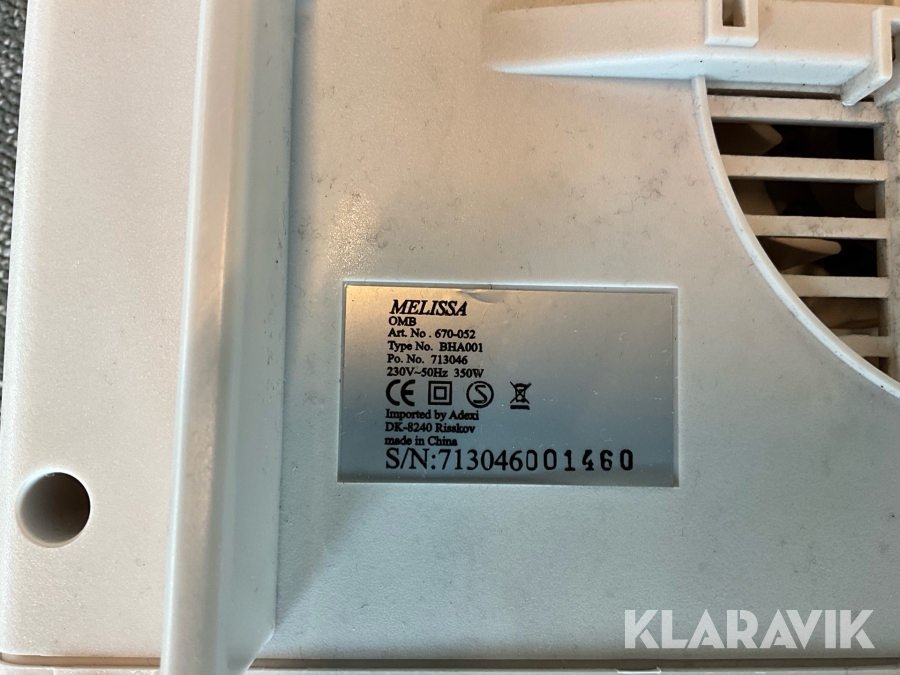 MELISSA
OMB
Art. No . 670-052
Type No. BHA001
Po. No. 713046
230V~50Hz 350W
CE S
Imported by Adexi
DK-8240 Risskov
made in China
S/N:713046001460
KLARAVIK